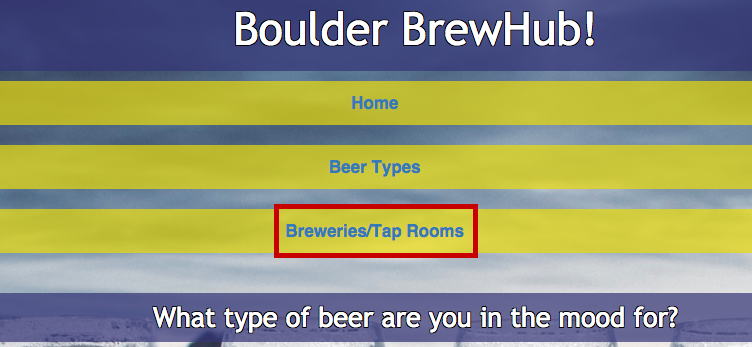 Boulder BrewHub!
Home
Beer Types
Breweries/Tap Rooms
What type of beer are you in the mood for?